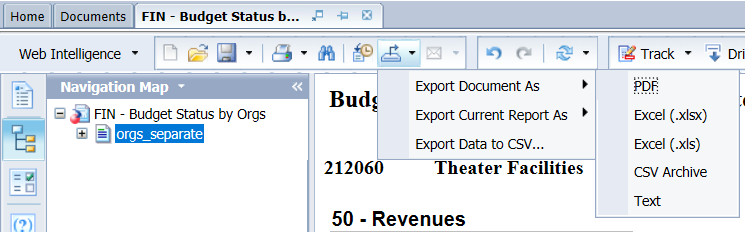 Home Documents FIN - Budget Status b...
Web Intelligence Track Dri
Navigation Map
FIN - Budget Status by Orgs
orgs_separate
Export Document As
Export Current Report As
Export Data to CSV...
PDF
Excel (.xlsx)
Excel (.xls)
CSV Archive
Text
Budg
212060 Theater Facilities
50 - Revenues